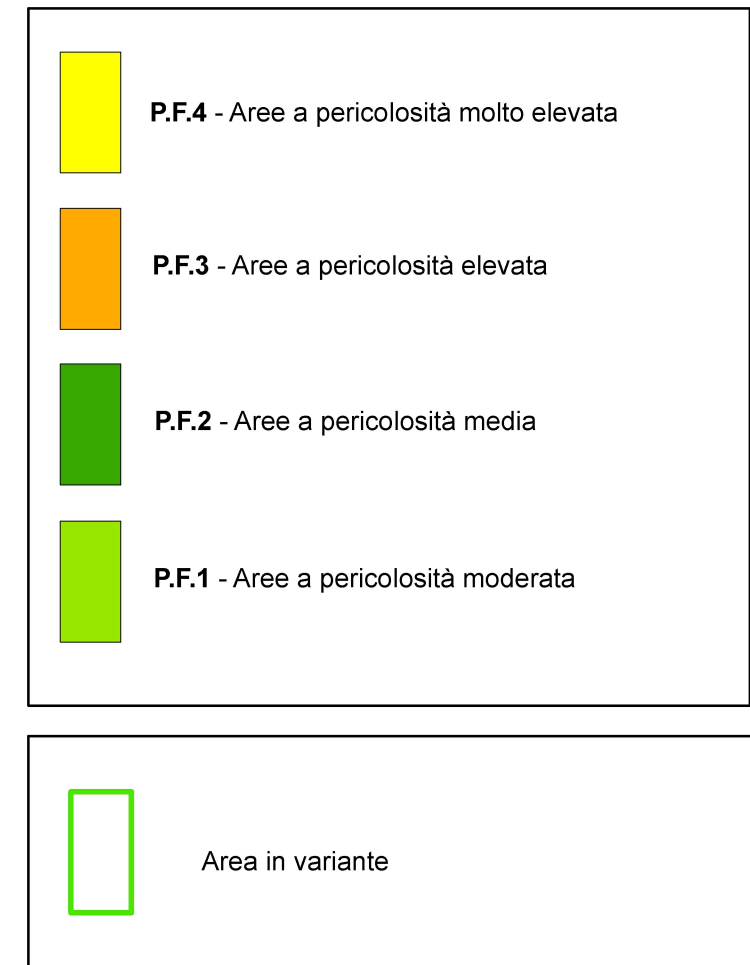 P.F.4 - Aree a pericolosità molto elevata
P.F.3 - Aree a pericolosità elevata
P.F.2 - Aree a pericolosità media
P.F.1 - Aree a pericolosità moderata
Area in variante